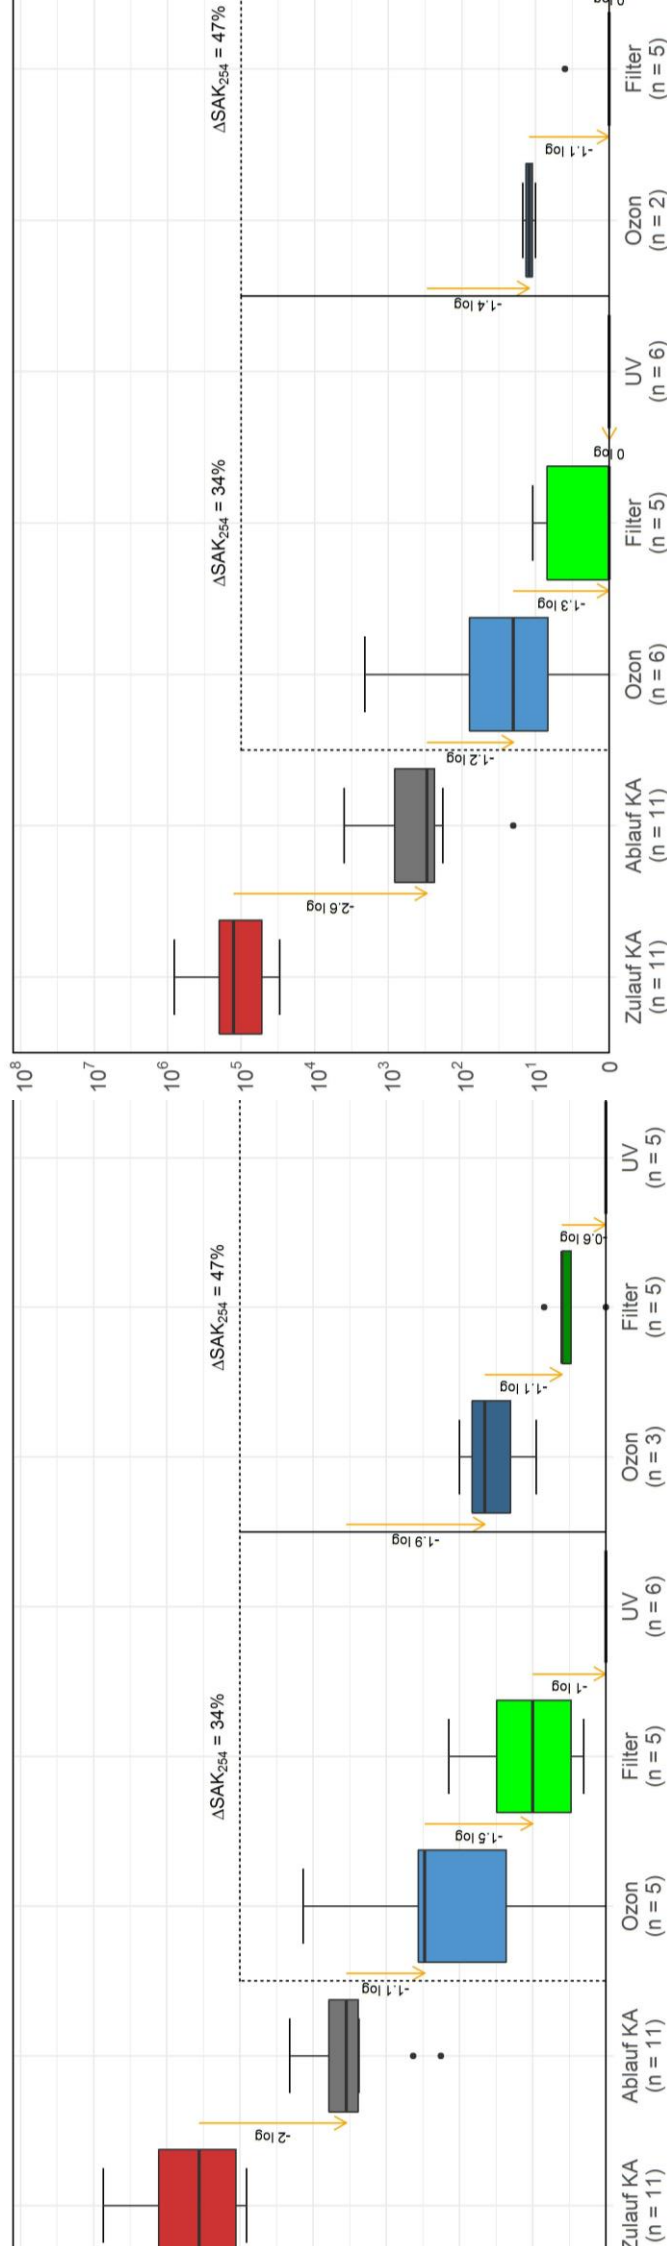 ΔSAK₂₅₄ = 34%
ΔSAK₂₅₄ = 47%
-2 log
-1.1 log
-1.5 log
-1 log
-1.9 log
-1.1 log
-0.6 log
Zulauf KA
(n = 11)
Ablauf KA
(n = 11)
Ozon
(n = 5)
Filter
(n = 5)
UV
(n = 6)
Ozon
(n = 3)
Filter
(n = 5)
UV
(n = 5)
10⁸
10⁷
10⁶
10⁵
10⁴
10³
10²
10¹
0
ΔSAK₂₅₄ = 34%
ΔSAK₂₅₄ = 47%
-2.6 log
-1.2 log
-1.3 log
0 log
-1.4 log
-1.1 log
Zulauf KA
(n = 11)
Ablauf KA
(n = 11)
Ozon
(n = 6)
Filter
(n = 5)
UV
(n = 6)
Ozon
(n = 2)
Filter
(n = 5)